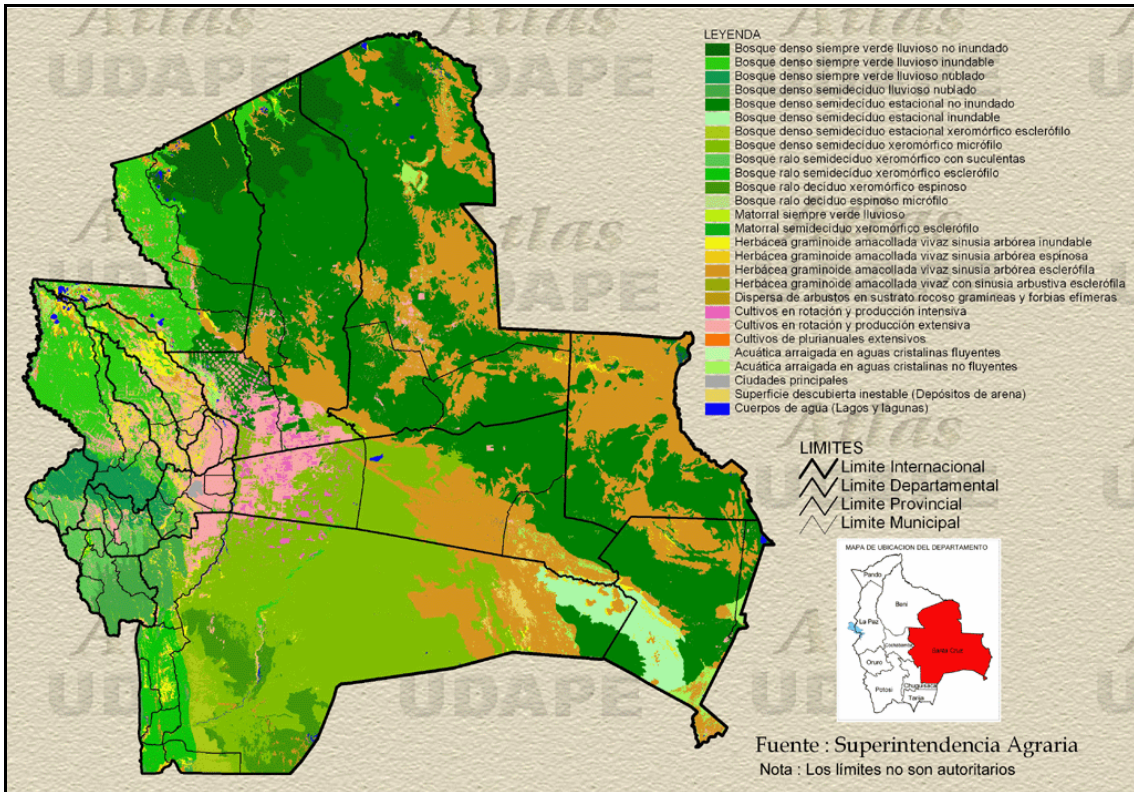 Atlas
UDAPE
LEYENDA
Bosque denso siempre verde lluvioso no inundado
Bosque denso siempre verde lluvioso inundable
Bosque denso siempre verde lluvioso nublado
Bosque denso semideciduo lluvioso nublado
Bosque denso semideciduo estacional no inundado
Bosque denso semideciduo estacional inundable
Bosque denso semideciduo estacional xeromórfico esclerófilo
Bosque denso semideciduo xeromórfico micrófilo
Bosque ralo semideciduo xeromórfico con suculentas
Bosque ralo semideciduo xeromórfico esclerófilo
Bosque ralo deciduo xeromórfico espinoso
Bosque ralo deciduo espinoso micrófilo
Matorral siempre verde lluvioso
Matorral semideciduo xeromórfico esclerófilo
Herbácea graminoide amacollada vivaz sinusia arbórea inundable
Herbácea graminoide amacollada vivaz sinusia arbórea espinosa
Herbácea graminoide amacollada vivaz sinusia arbórea esclerófila
Herbácea graminoide amacollada vivaz con sinusia arbustiva esclerófila
Dispersa de arbustos en sustrato rocoso gramineas y forbias efimeras
Cultivos en rotación y producción intensiva
Cultivos en rotación y producción extensiva
Cultivos de plurianuales extensivos
Acuática arraigada en aguas cristalinas fluyentes
Acuática arraigada en aguas cristalinas no fluyentes
Ciudades principales
Superficie descubierta inestable (Depósitos de arena)
Cuerpos de agua (Lagos y lagunas)
LIMITES
Limite Internacional
Limite Departamental
Limite Provincial
Limite Municipal
MAPA DE UBICACION DEL DEPARTAMENTO
Pando
Beni
La Paz
Cochabamba
Santa Cruz
Oruro
Chuquisaca
Potosi
Tarija
Fuente : Superintendencia Agraria
Nota : Los límites no son autoritarios